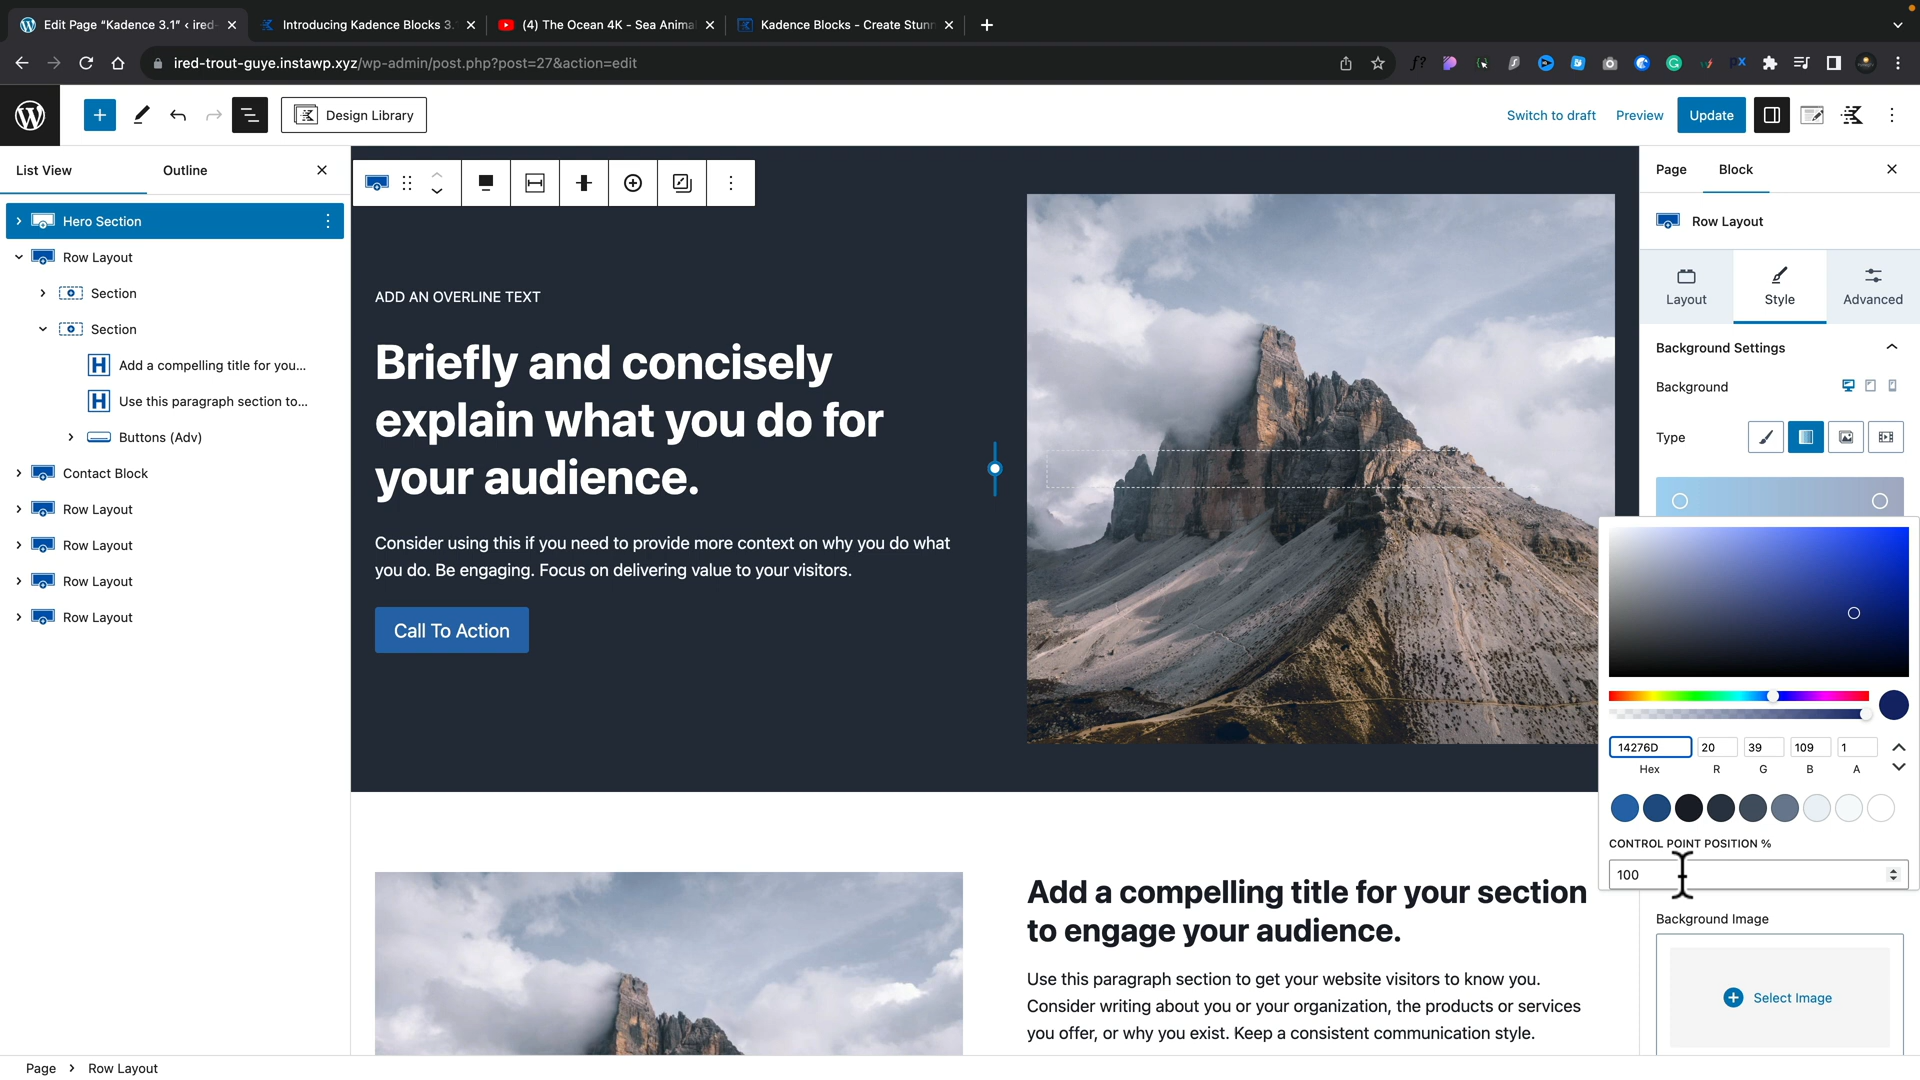 Edit Page “Kadence 3.1” ‹ ired-
Introducing Kadence Blocks 3.
(4) The Ocean 4K - Sea Anima
Kadence Blocks - Create Stunn
ired-trout-guye.instawp.xyz/wp-admin/post.php?post=27&action=edit
Design Library
Switch to draft
Preview
Update
List View
Outline
Hero Section
Row Layout
Section
Section
Add a compelling title for you...
Use this paragraph section to...
Buttons (Adv)
Contact Block
Row Layout
Row Layout
Row Layout
Row Layout
ADD AN OVERLINE TEXT
Briefly and concisely
explain what you do for
your audience.
Consider using this if you need to provide more context on why you do what
you do. Be engaging. Focus on delivering value to your visitors.
Call To Action
Add a compelling title for your section
to engage your audience.
Use this paragraph section to get your website visitors to know you.
Consider writing about you or your organization, the products or services
you offer, or why you exist. Keep a consistent communication style.
Page
Block
Row Layout
Layout
Style
Advanced
Background Settings
Background
Type
14276D
20
39
109
1
Hex
R
G
B
A
CONTROL POINT POSITION %
100
Background Image
Select Image
Page
Row Layout